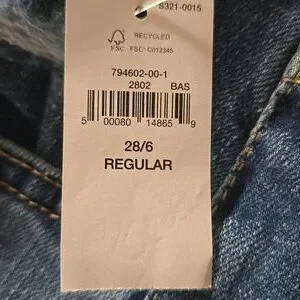 S321-0015
RECYCLED
FSC FSC® C012345
794602-00-1
2802 BAS
5 00080 14865 9
28/6
REGULAR